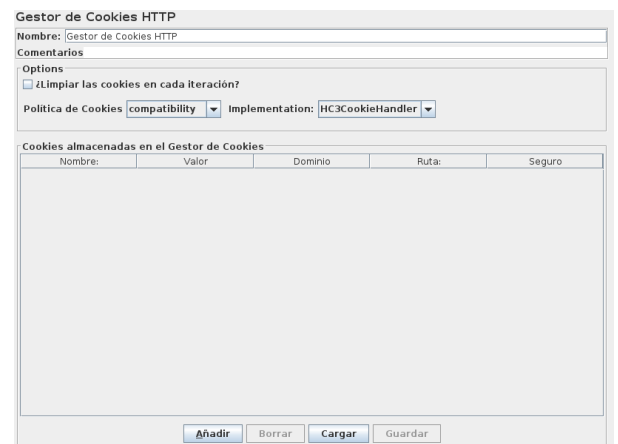 Gestor de Cookies HTTP
Nombre: Gestor de Cookies HTTP
Comentarios
Options
¿Limpiar las cookies en cada iteración?
Política de Cookies compatibility Implementation: HC3CookieHandler
Cookies almacenadas en el Gestor de Cookies
Nombre: Valor Dominio Ruta: Seguro
Añadir Borrar Cargar Guardar